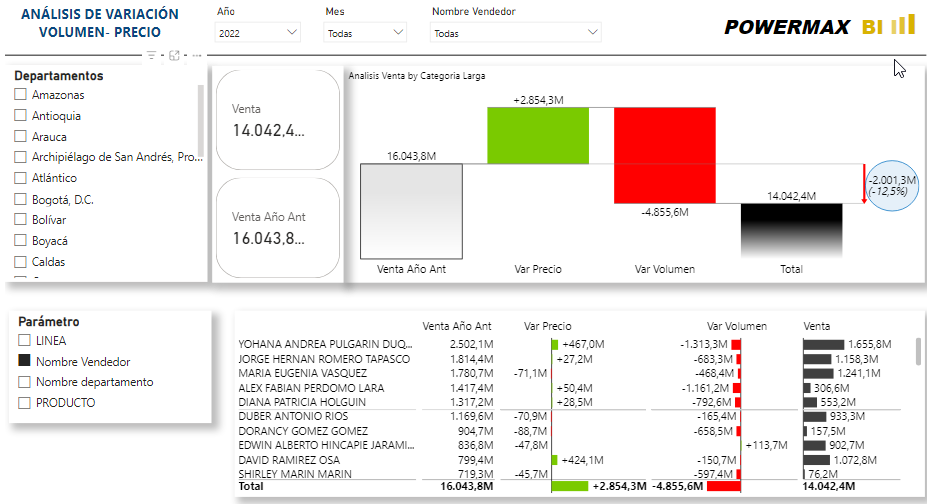 ANÁLISIS DE VARIACIÓN
VOLUMEN- PRECIO
Año
2022
Mes
Todas
Nombre Vendedor
Todas
POWERMAX BI
Departamentos
Amazonas
Antioquia
Arauca
Archipiélago de San Andrés, Pro...
Atlántico
Bogotá, D.C.
Bolívar
Boyacá
Caldas
Venta
14.042,4...
Venta Año Ant
16.043,8...
Analisis Venta by Categoria Larga
+2.854,3M
16.043,8M
-2.001,3M
(-12,5%)
14.042,4M
-4.855,6M
Venta Año Ant Var Precio Var Volumen Total
Parámetro
LINEA
Nombre Vendedor
Nombre departamento
PRODUCTO
Venta Año Ant Var Precio Var Volumen Venta
YOHANA ANDREA PULGARIN DUQ... 2.502,1M +467,0M -1.313,3M 1.655,8M
JORGE HERNAN ROMERO TAPASCO 1.814,4M +27,2M -683,3M 1.158,3M
MARIA EUGENIA VASQUEZ 1.780,7M -71,1M -468,4M 1.241,1M
ALEX FABIAN PERDOMO LARA 1.417,4M +50,4M -1.161,2M 306,6M
DIANA PATRICIA HOLGUIN 1.317,2M +28,5M -792,6M 553,2M
DUBER ANTONIO RIOS 1.169,6M -70,9M -165,4M 933,3M
DORANCY GOMEZ GOMEZ 904,7M -88,7M -658,5M 157,5M
EDWIN ALBERTO HINCAPIE JARAMI... 836,8M -47,8M +113,7M 902,7M
DAVID RAMIREZ OSA 799,4M +424,1M -150,7M 1.072,8M
SHIRLEY MARIN MARIN 719,3M -45,7M -597,4M 76,2M
Total 16.043,8M +2.854,3M -4.855,6M 14.042,4M